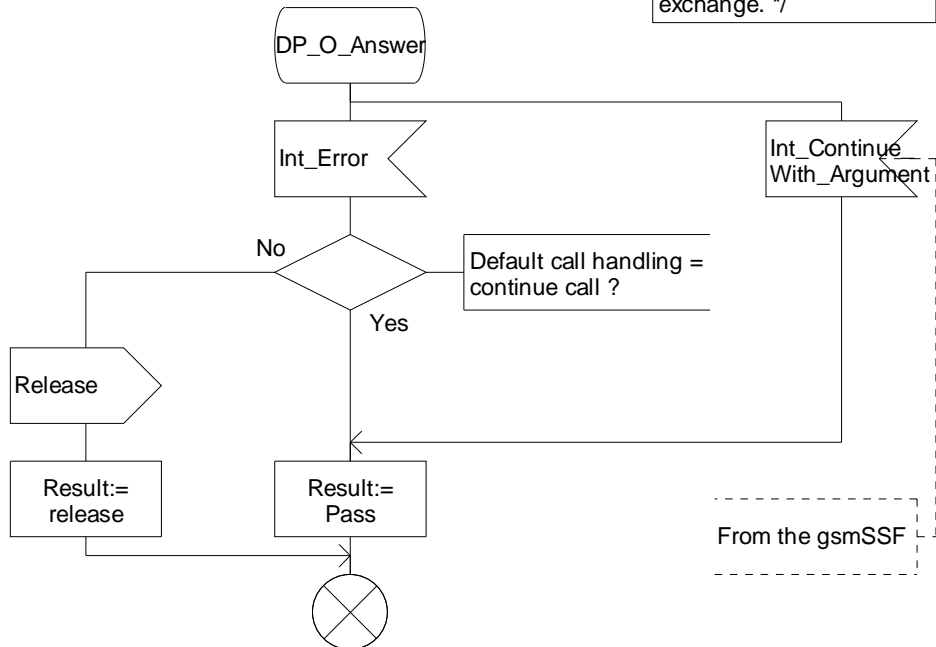 exchange. */
DP_O_Answer
Int_Error
Int_Continue_
With_Argument
No
Default call handling =
continue call ?
Yes
Release
Result:=
release
Result:=
Pass
From the gsmSSF